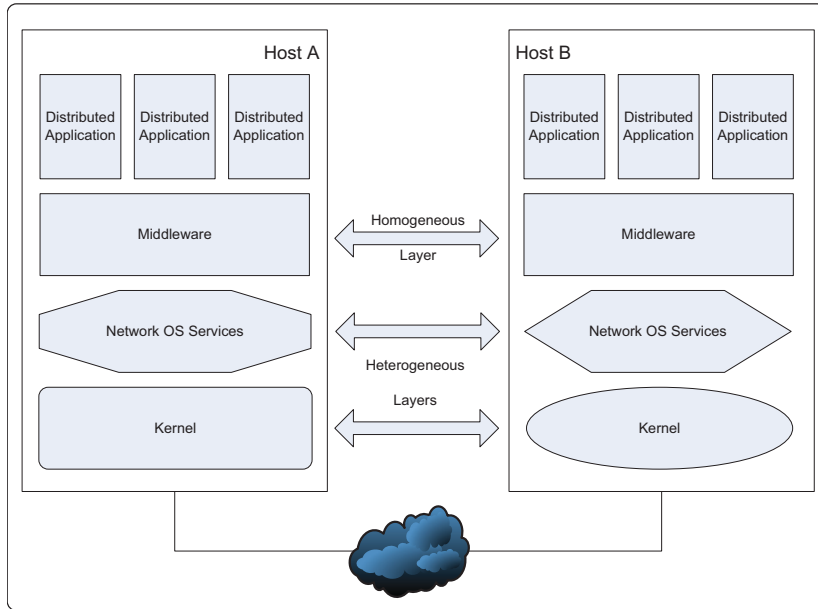 Host A
Distributed
Application
Distributed
Application
Distributed
Application
Middleware
Network OS Services
Kernel
Homogeneous
Layer
Heterogeneous
Layers
Host B
Distributed
Application
Distributed
Application
Distributed
Application
Middleware
Network OS Services
Kernel